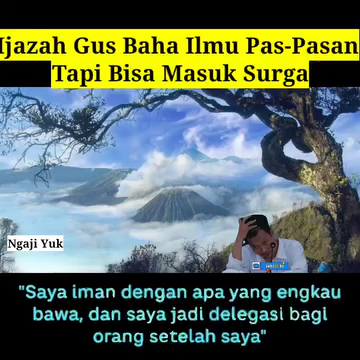 Ijazah Gus Baha Ilmu Pas-Pasan
Tapi Bisa Masuk Surga
Ngaji Yuk
"Saya iman dengan apa yang engkau
bawa, dan saya jadi delegasi bagi
orang setelah saya"